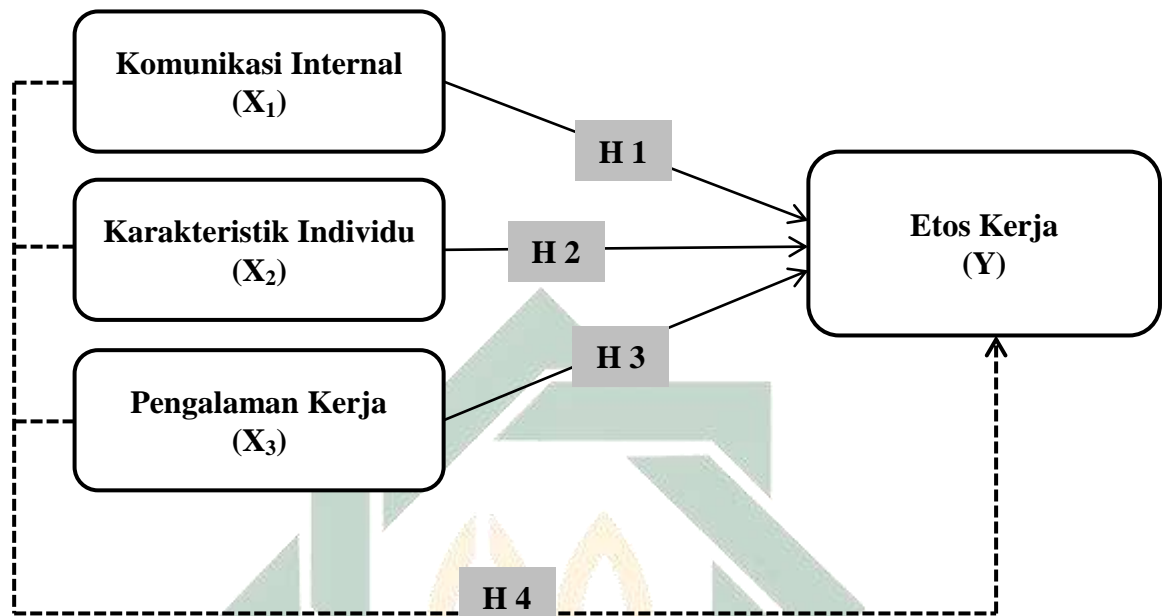 Komunikasi Internal
(X₁)
H 1
Karakteristik Individu
(X₂)
H 2
Etos Kerja
(Y)
Pengalaman Kerja
(X₃)
H 3
H 4